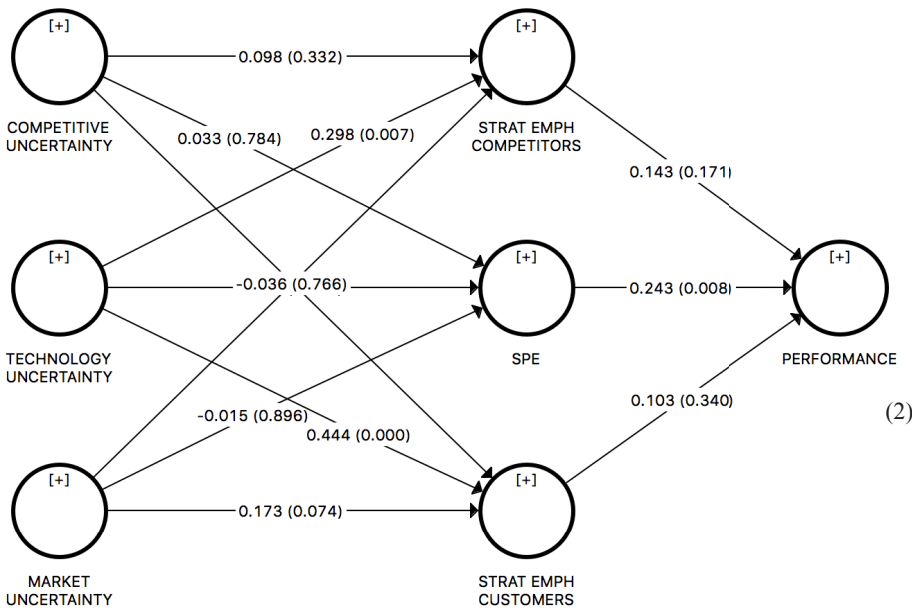 [+]
[+]
0.098 (0.332)
COMPETITIVE
UNCERTAINTY
STRAT EMPH
COMPETITORS
0.033 (0.784)
0.298 (0.007)
0.143 (0.171)
[+]
[+]
[+]
-0.036 (0.766)
0.243 (0.008)
TECHNOLOGY
UNCERTAINTY
SPE
PERFORMANCE
0.103 (0.340)
(2)
-0.015 (0.896)
0.444 (0.000)
[+]
[+]
0.173 (0.074)
MARKET
UNCERTAINTY
STRAT EMPH
CUSTOMERS